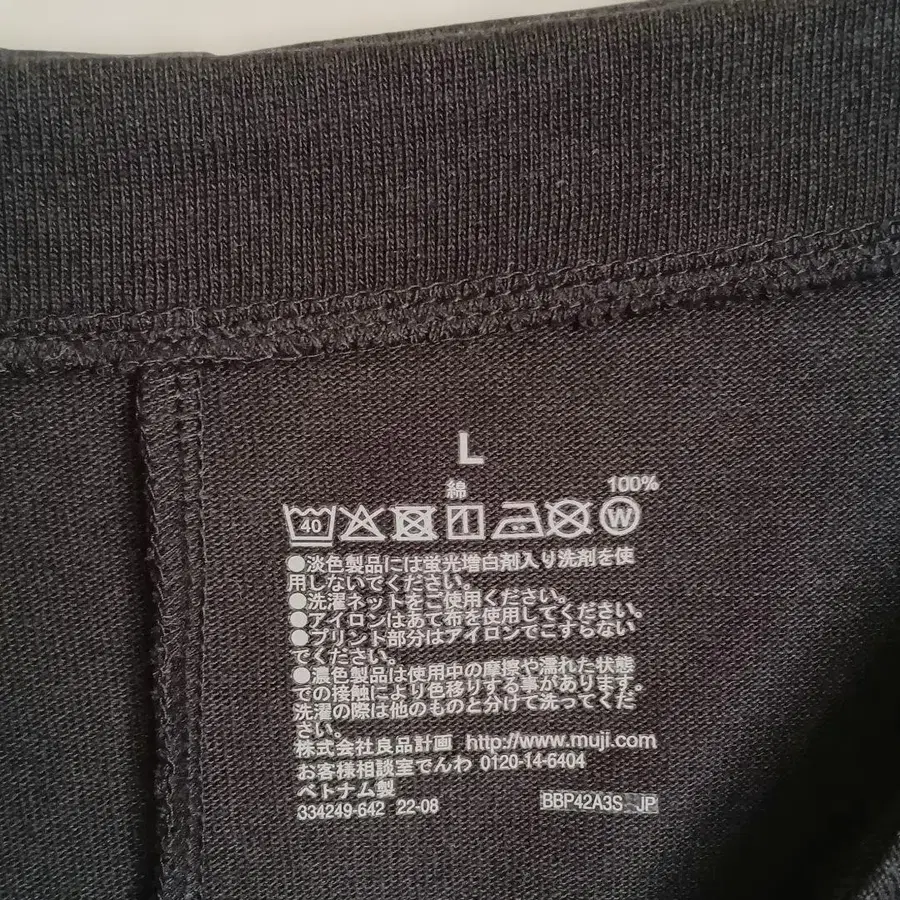 L
綿 100%
40 W
●淡色製品には蛍光増白剤入り洗剤を使
用しないでください。
●洗濯ネットをご使用ください。
●アイロンはあて布を使用してください。
●プリント部分はアイロンでこすらない
でください。
●濃色製品は使用中の摩擦や濡れた状態
での接触により色移りする事があります。
洗濯の際は他のものと分けて洗ってくだ
さい。
株式会社良品計画 http://www.muji.com
お客様相談室でんわ 0120-14-6404
ベトナム製
334249-642 22-08 BBP42A3S JP